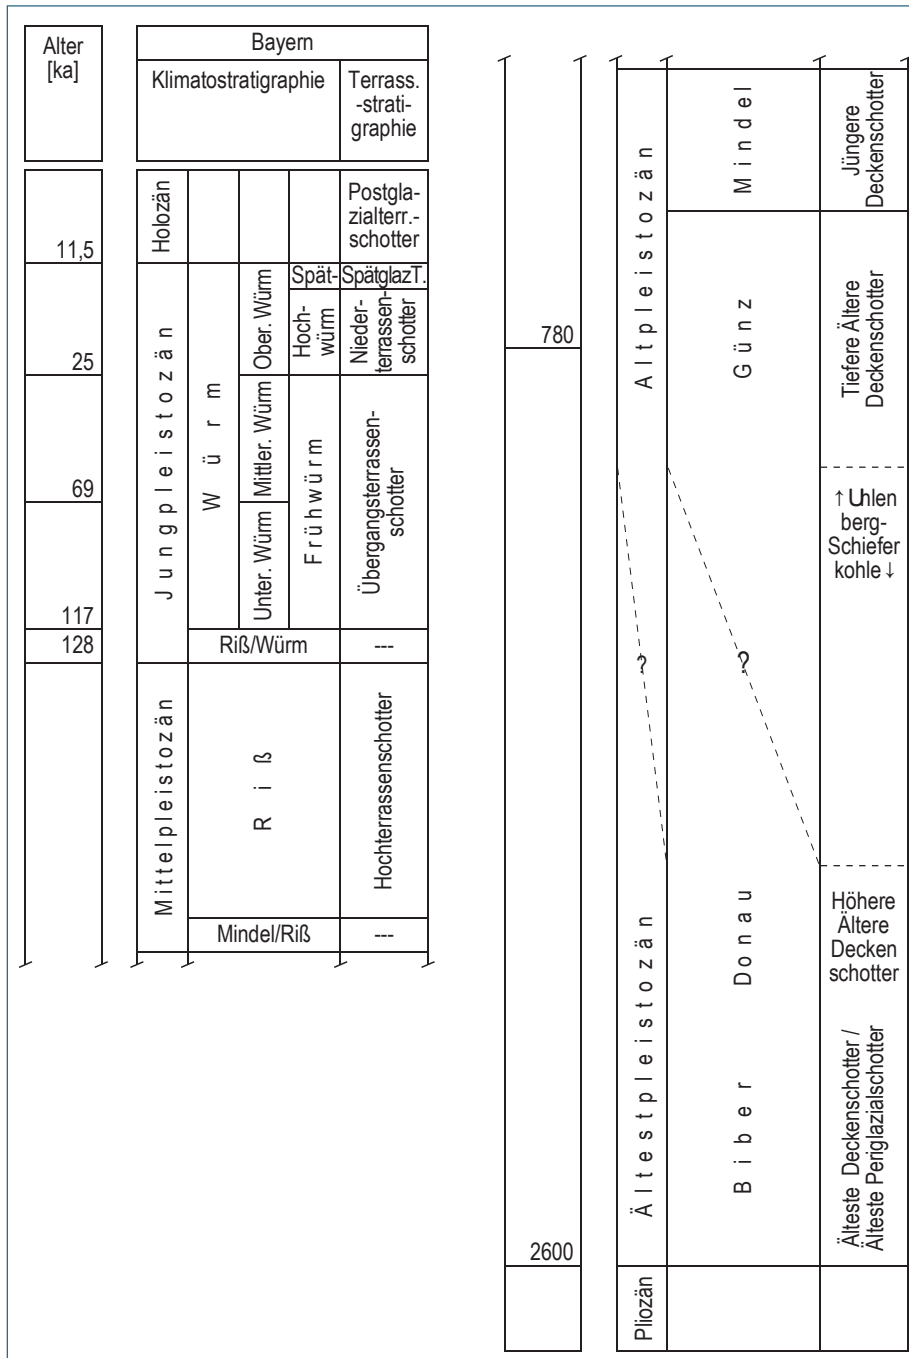 Alter
[ka]
Bayern
Klimatostratigraphie
Terrass.
-strati-
graphie
11,5
Holozän
Postgla-
zialterr.-
schotter
25
69
117
128
Jungpleistozän
Würm
Ober. Würm
Mittler. Würm
Unter. Würm
Spät-
Hoch-
würm
Frühwürm
SpätglazT.
Nieder-
terrassen-
schotter
Übergangsterrassen-
schotter
Riß/Würm
---
Mittelpleistozän
Riß
Hochterrassenschotter
Mindel/Riß
---
780
2600
Altpleistozän
Mindel
Jüngere
Deckenschotter
Günz
Tiefere Ältere
Deckenschotter
↑Uhlen
berg-
Schiefer
kohle↓
?
?
Ältestpleistozän
Donau
Biber
Höhere
Ältere
Decken
schotter
Älteste Deckenschotter /
Älteste Periglazialschotter
Pliozän